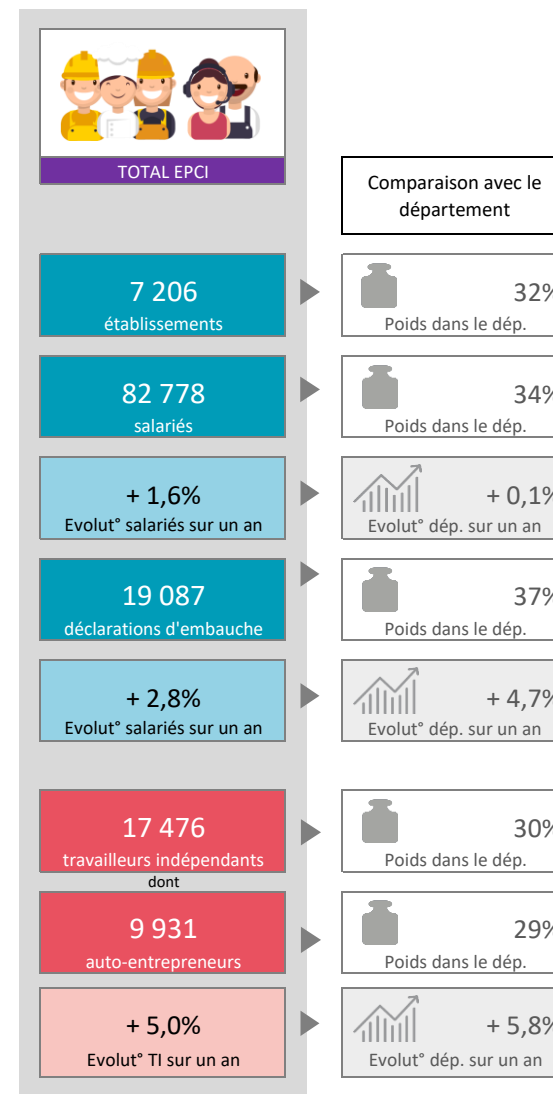 TOTAL EPCI
Comparaison avec le
département
7 206
établissements
32%
Poids dans le dép.
82 778
salariés
34%
Poids dans le dép.
+ 1,6%
Evolut° salariés sur un an
+ 0,1%
Evolut° dép. sur un an
19 087
déclarations d'embauche
37%
Poids dans le dép.
+ 2,8%
Evolut° salariés sur un an
+ 4,7%
Evolut° dép. sur un an
17 476
travailleurs indépendants
dont
30%
Poids dans le dép.
9 931
auto-entrepreneurs
29%
Poids dans le dép.
+ 5,0%
Evolut° TI sur un an
+ 5,8%
Evolut° dép. sur un an